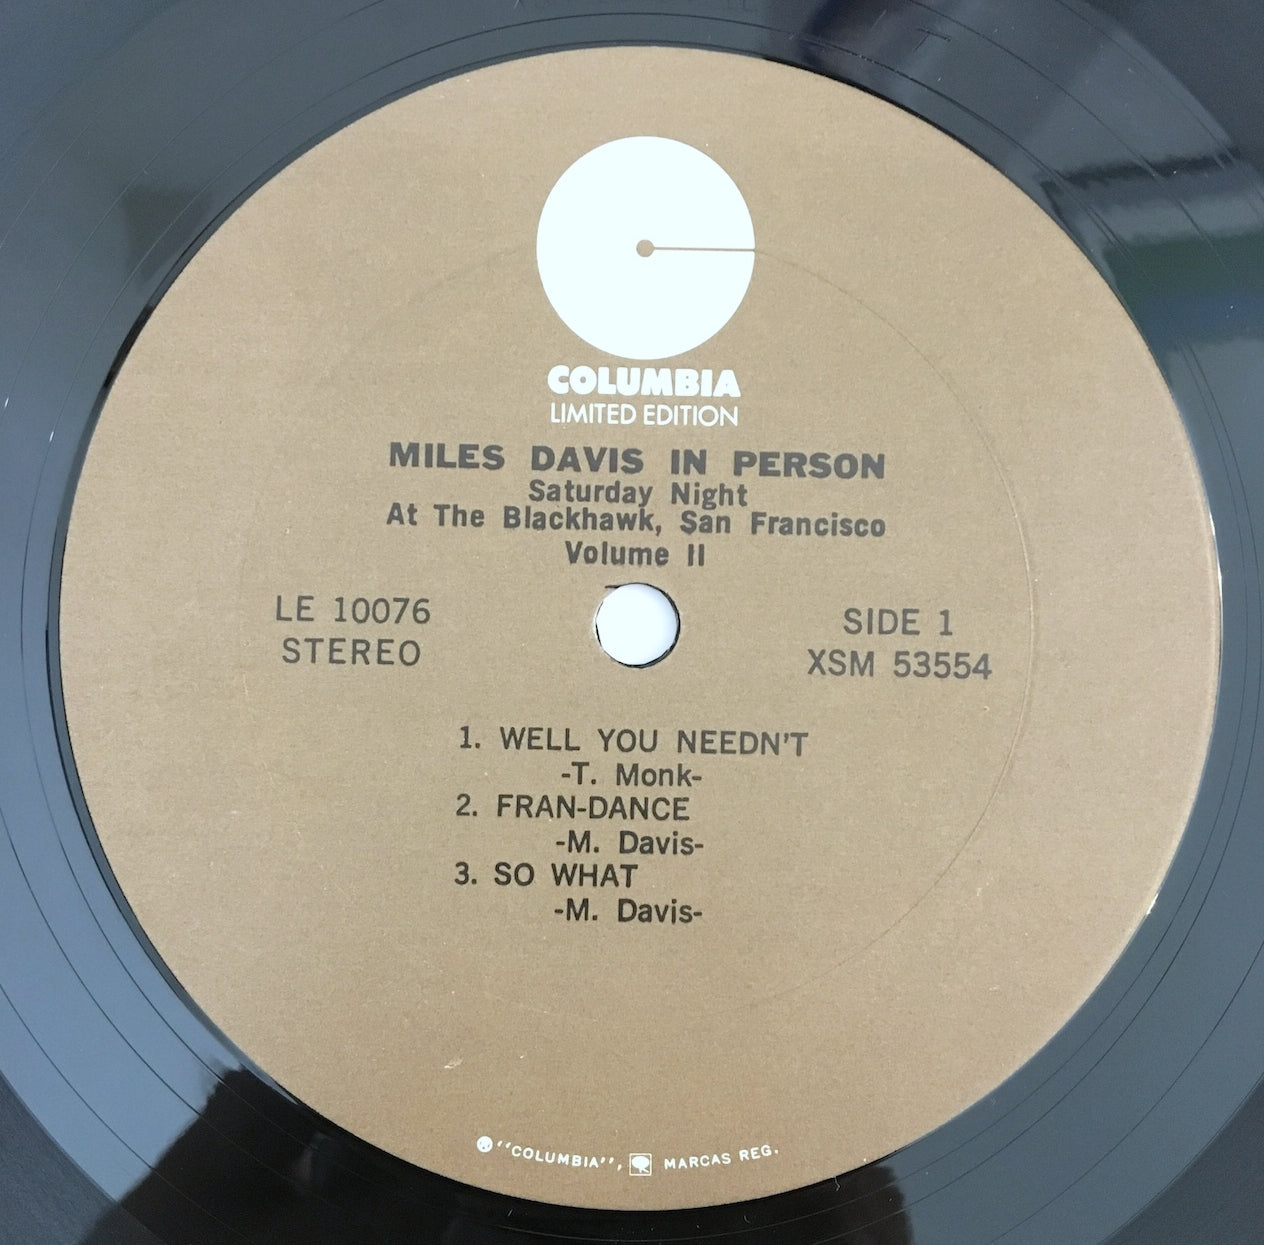 COLUMBIA
LIMITED EDITION
MILES DAVIS IN PERSON
Saturday Night
At The Blackhawk, San Francisco
Volume II
LE 10076
STEREO
SIDE 1
XSM 53554
1. WELL YOU NEEDN'T
-T. Monk-
2. FRAN-DANCE
-M. Davis-
3. SO WHAT
-M. Davis-
"COLUMBIA", MARCAS REG.